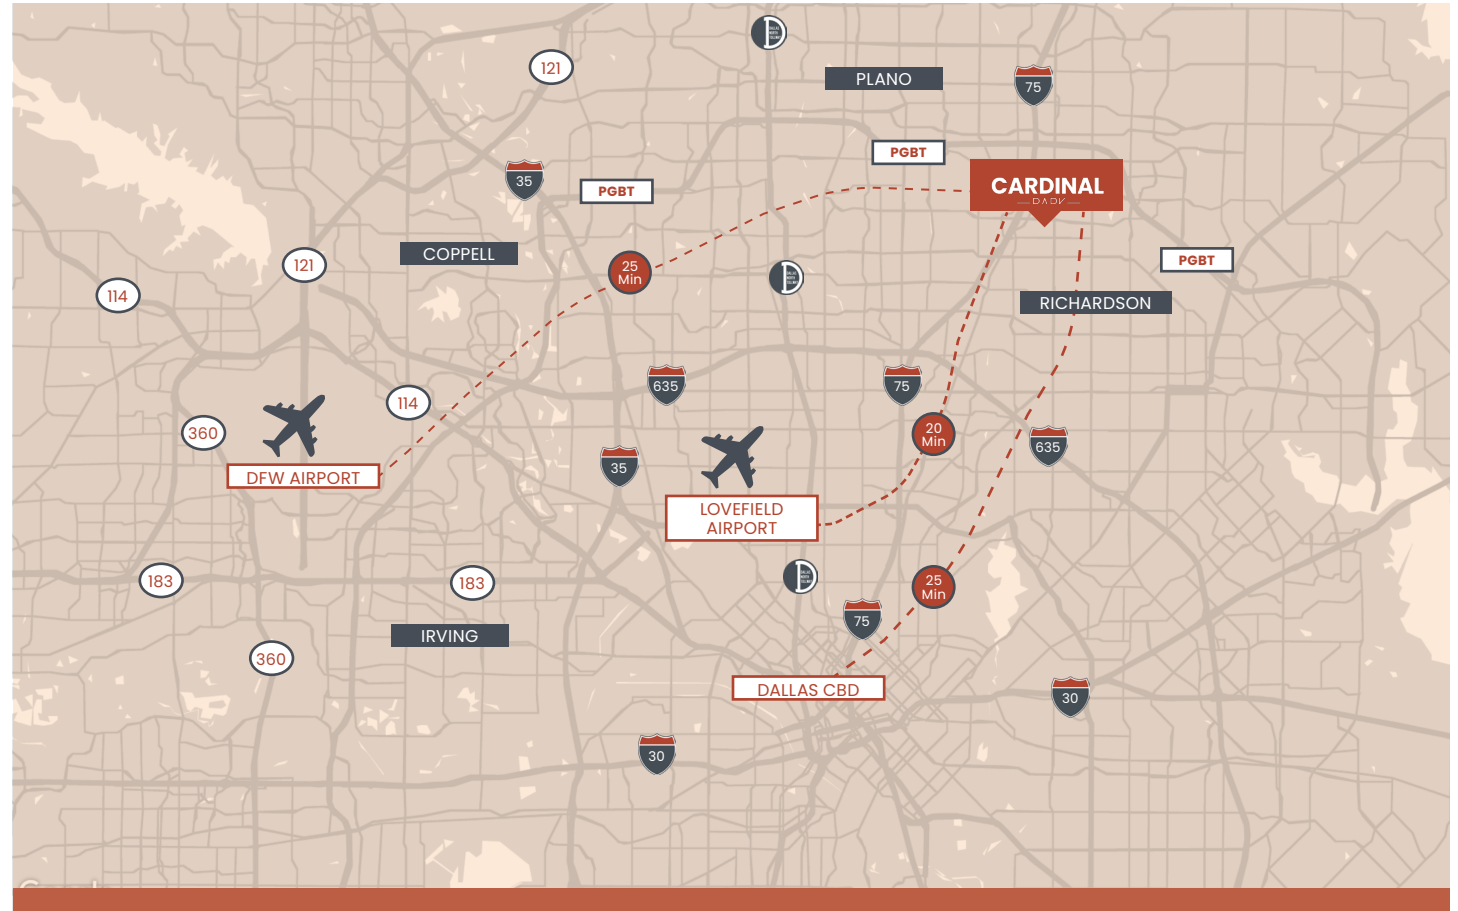 121
PLANO
75
PGBT
35
PGBT
CARDINAL
COPPELL
121
25
Min
PGBT
114
RICHARDSON
635
75
114
360
20
Min
635
35
DFW AIRPORT
LOVEFIELD
AIRPORT
183
183
25
Min
75
IRVING
360
DALLAS CBD
30
30